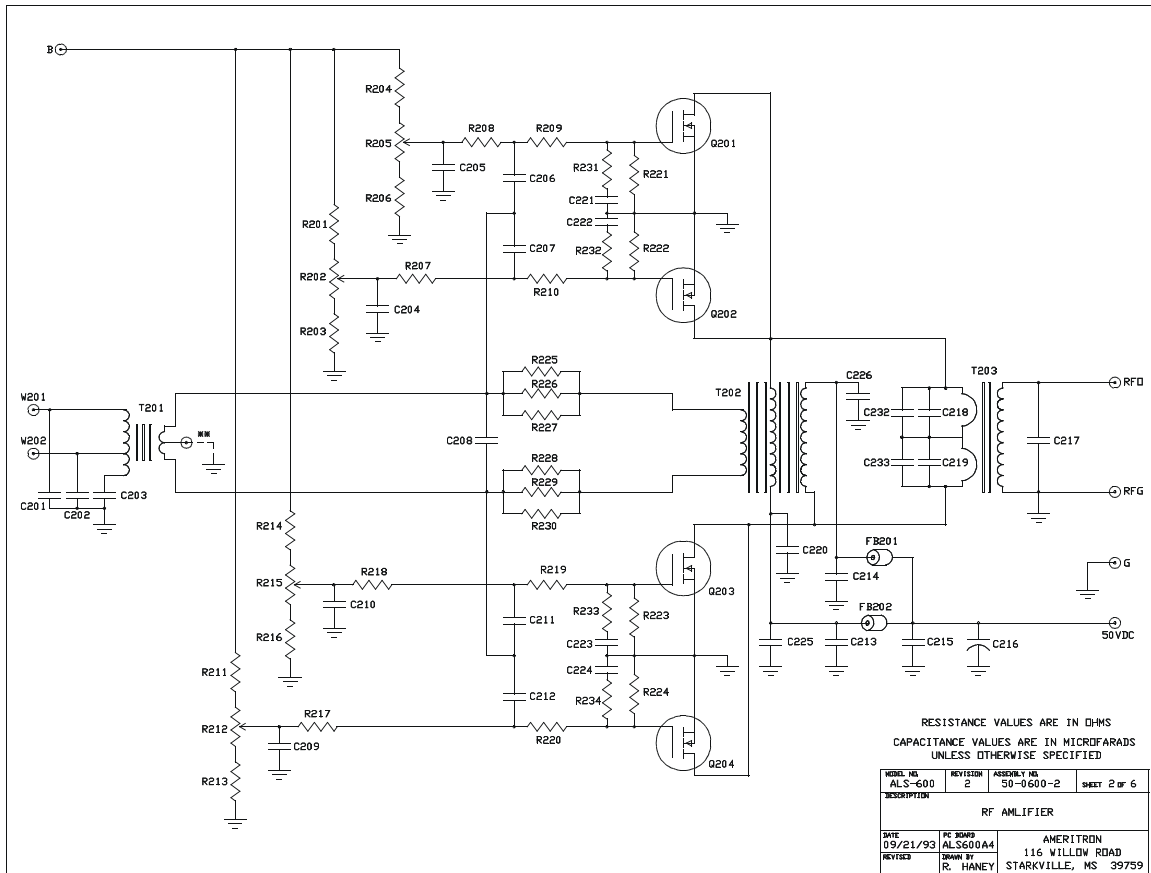 B
R204
R208
R209
R205
Q201
C205
R231
R221
C206
R206
C221
R201
C222
C207
R232
R222
R207
R202
R210
C204
Q202
R203
R225
R226
R227
T202
C226
T203
RFO
W201
T201
**
C232
C218
W202
C208
C217
R228
C233
C219
R229
C203
C201
C202
R230
RFG
R214
FB201
C220
R218
R219
G
R215
C214
C210
Q203
R233
R223
FB202
C211
R216
C223
50VDC
C225
C213
C215
C216
C224
R211
C212
R234
R224
R217
R212
R220
C209
Q204
R213
RESISTANCE VALUES ARE IN OHMS
CAPACITANCE VALUES ARE IN MICROFARADS
UNLESS OTHERWISE SPECIFIED
MODEL NO. REVISION ASSEMBLY NO.
ALS-600 2 50-0600-2 SHEET 2 OF 6
DESCRIPTION
RF AMLIFIER
DATE PC BOARD
09/21/93 ALS600A4
AMERITRON
REVISED DRAWN BY
116 WILLOW ROAD
R. HANEY
STARKVILLE, MS 39759